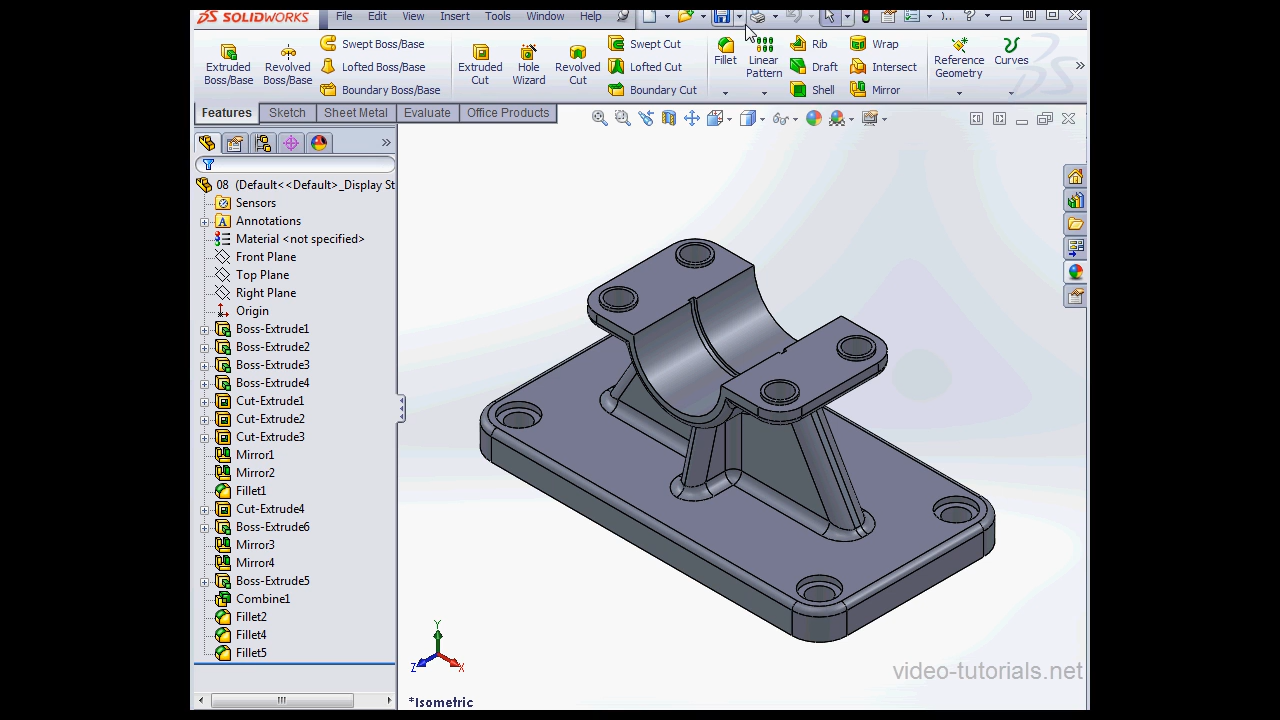 SOLIDWORKS File Edit View Insert Tools Window Help
Extruded Boss/Base
Revolved Boss/Base
Swept Boss/Base
Lofted Boss/Base
Boundary Boss/Base
Extruded Cut
Hole Wizard
Revolved Cut
Swept Cut
Lofted Cut
Boundary Cut
Fillet
Linear Pattern
Rib
Draft
Shell
Wrap
Intersect
Mirror
Reference Geometry
Curves
Features Sketch Sheet Metal Evaluate Office Products
08 (Default<<Default>_Display St
Sensors
Annotations
Material <not specified>
Front Plane
Top Plane
Right Plane
Origin
Boss-Extrude1
Boss-Extrude2
Boss-Extrude3
Boss-Extrude4
Cut-Extrude1
Cut-Extrude2
Cut-Extrude3
Mirror1
Mirror2
Fillet1
Cut-Extrude4
Boss-Extrude6
Mirror3
Mirror4
Boss-Extrude5
Combine1
Fillet2
Fillet4
Fillet5
Y
Z X
*Isometric
video-tutorials.net